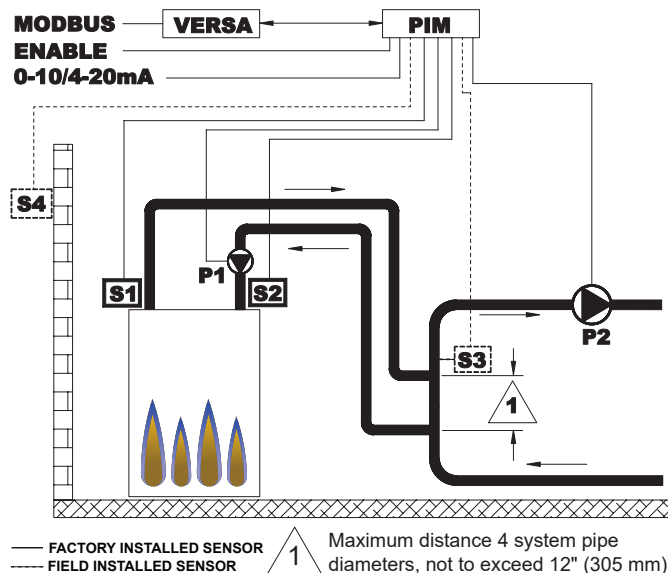 MODBUS VERSA PIM
ENABLE
0-10/4-20mA
S4
S1
P1
S2
S3
P2
1
FACTORY INSTALLED SENSOR
FIELD INSTALLED SENSOR
1
Maximum distance 4 system pipe
diameters, not to exceed 12" (305 mm)